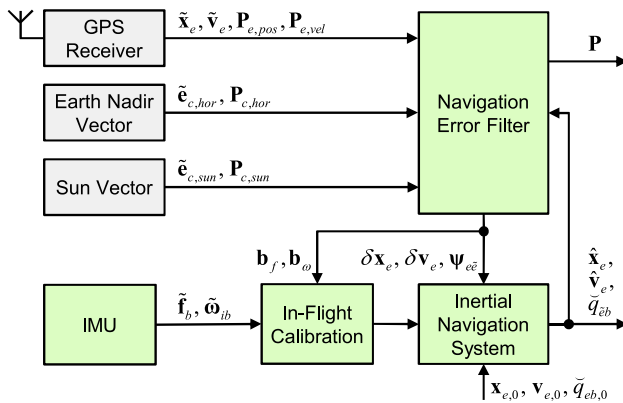 GPS
Receiver
x̃_e, ṽ_e, P_e,pos, P_e,vel
P
Earth Nadir
Vector
ẽ_c,hor, P_c,hor
Navigation
Error Filter
Sun Vector
ẽ_c,sun, P_c,sun
b_f, b_ω
δx_e, δv_e, ψ_eẽ
x̂_e,
v̂_e,
q̆_ẽb
IMU
f̃_b, ω̃_ib
In-Flight
Calibration
Inertial
Navigation
System
x_e,0, v_e,0, q̆_eb,0